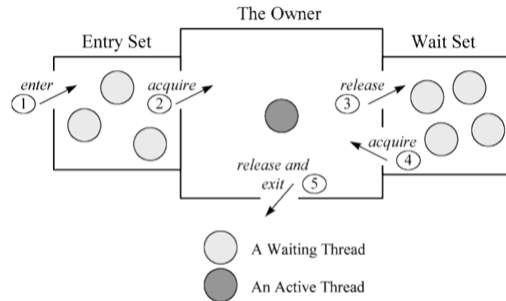 The Owner
Entry Set
Wait Set
enter
1
acquire
2
release
3
acquire
4
release and
exit
5
A Waiting Thread
An Active Thread